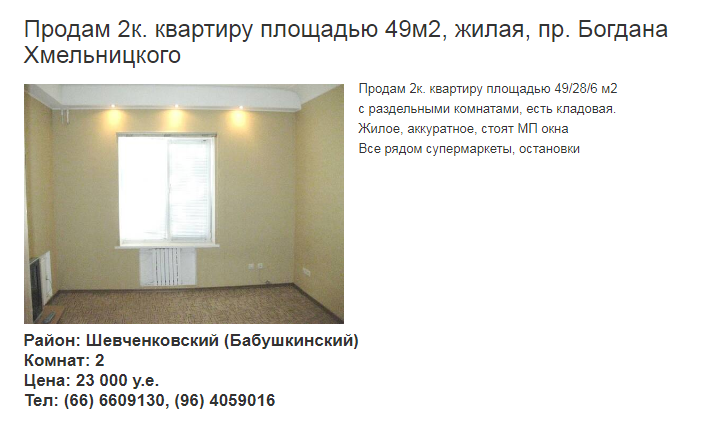 Продам 2к. квартиру площадью 49м2, жилая, пр. Богдана
Хмельницкого
Продам 2к. квартиру площадью 49/28/6 м2
с раздельными комнатами, есть кладовая.
Жилое, аккуратное, стоят МП окна
Все рядом супермаркеты, остановки
Район: Шевченковский (Бабушкинский)
Комнат: 2
Цена: 23 000 у.е.
Тел: (66) 6609130, (96) 4059016